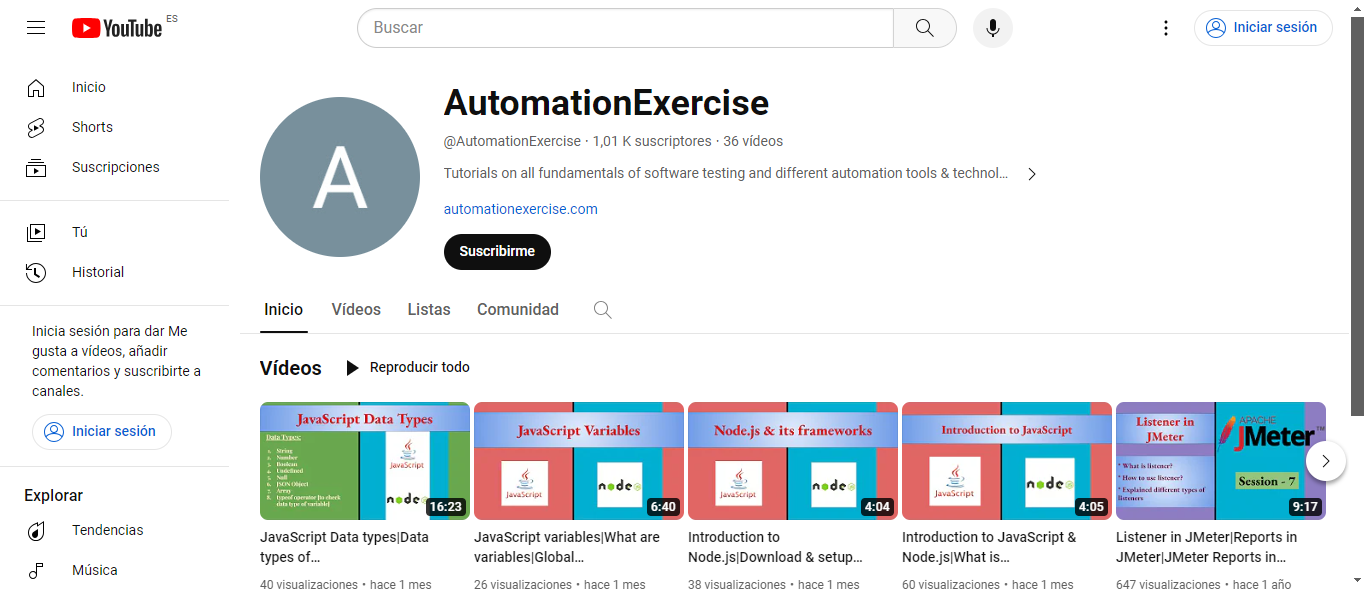 YouTube ES
Buscar
Iniciar sesión
Inicio
Shorts
Suscripciones
Tú
Historial
Inicia sesión para dar Me
gusta a vídeos, añadir
comentarios y suscribirte a
canales.
Iniciar sesión
Explorar
Tendencias
Música
A
AutomationExercise
@AutomationExercise · 1,01 K suscriptores · 36 vídeos
Tutorials on all fundamentals of software testing and different automation tools & technol...
automationexercise.com
Suscribirme
Inicio Vídeos Listas Comunidad
Vídeos Reproducir todo
JavaScript Data Types
Data Types:
1. String
2. Number
3. Boolean
4. Undefined
5. Null
6. JSON Object
7. Array
8. typeof operator [to check
data type of variable]
JavaScript
node
16:23
JavaScript Data types|Data
types of…
40 visualizaciones • hace 1 mes
JavaScript Variables
JavaScript
node
6:40
JavaScript variables|What are
variables|Global…
26 visualizaciones • hace 1 mes
Node.js & its frameworks
JavaScript
node
4:04
Introduction to
Node.js|Download & setup…
38 visualizaciones • hace 1 mes
Introduction to JavaScript
JavaScript
node
4:05
Introduction to JavaScript &
Node.js|What is…
60 visualizaciones • hace 1 mes
Listener in
JMeter
* What is listener?
* How to use listener?
* Explained different types of
listeners
APACHE
JMeter™
Session - 7
9:17
Listener in JMeter|Reports in
JMeter|JMeter Reports in…
647 visualizaciones • hace 1 año